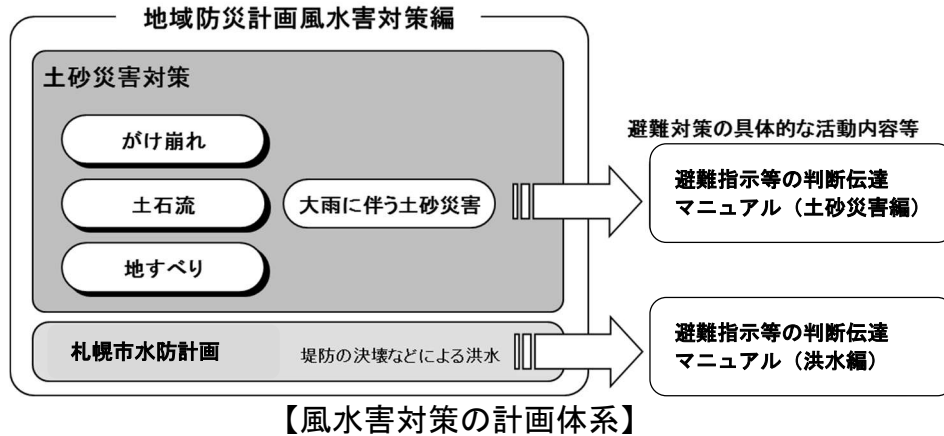 地域防災計画風水害対策編
土砂災害対策
がけ崩れ
土石流
地すべり
大雨に伴う土砂災害
避難対策の具体的な活動内容等
避難指示等の判断伝達
マニュアル（土砂災害編）
札幌市水防計画
堤防の決壊などによる洪水
避難指示等の判断伝達
マニュアル（洪水編）
【風水害対策の計画体系】